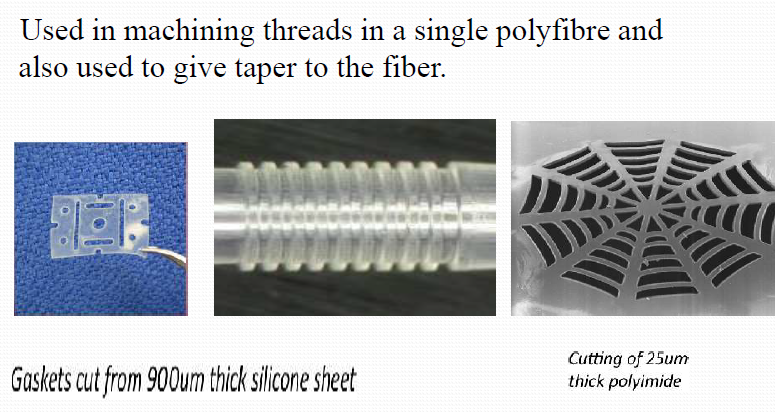 Used in machining threads in a single polyfibre and
also used to give taper to the fiber.
Gaskets cut from 900um thick silicone sheet
Cutting of 25um
thick polyimide